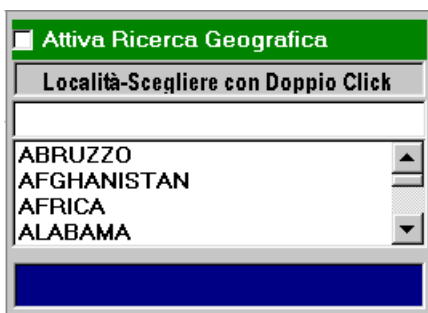 Attiva Ricerca Geografica
Località-Scegliere con Doppio Click
ABRUZZO
AFGHANISTAN
AFRICA
ALABAMA